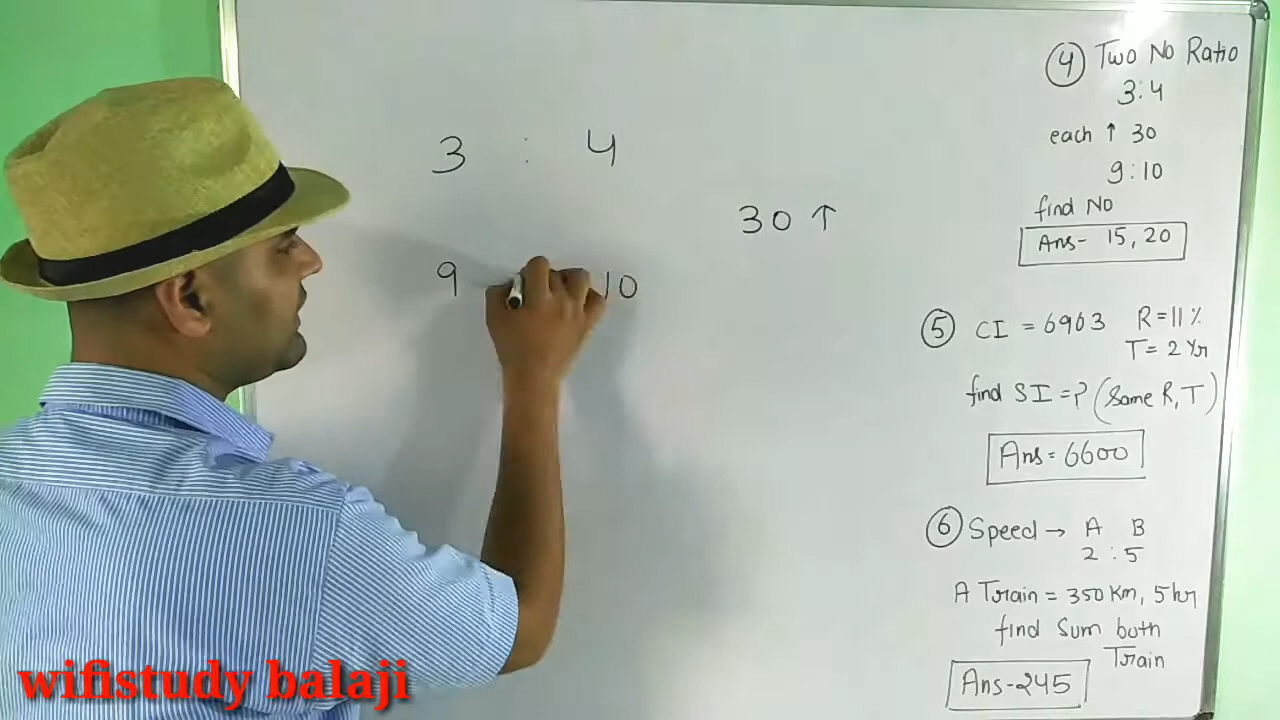 3 : 4
30 ↑
9 10
④ Two No Ratio
3:4
each ↑ 30
9:10
find No
Ans- 15, 20
⑤ CI = 6963 R = 11 %
T = 2 Yr
find SI = ? (Same R, T)
Ans = 6600
⑥ Speed → A B
2 : 5
A Train = 350 Km, 5 hr
find Sum both
Train
Ans-245
wifistudy balaji